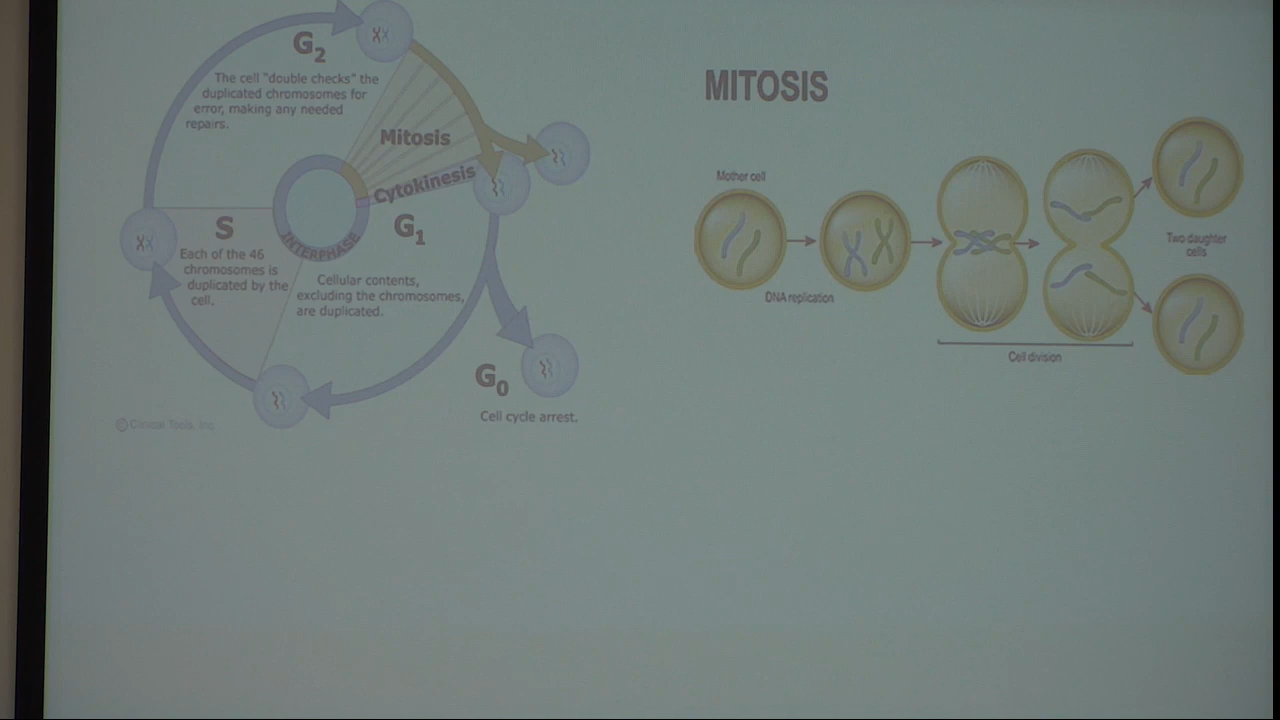 G2
The cell "double checks" the
duplicated chromosomes for
error, making any needed
repairs.
Mitosis
Cytokinesis
S
Each of the 46
chromosomes is
duplicated by the
cell.
INTERPHASE
G1
Cellular contents,
excluding the chromosomes,
are duplicated.
G0
Cell cycle arrest.
© Clinical Tools, Inc.
MITOSIS
Mother cell
DNA replication
Cell division
Two daughter
cells